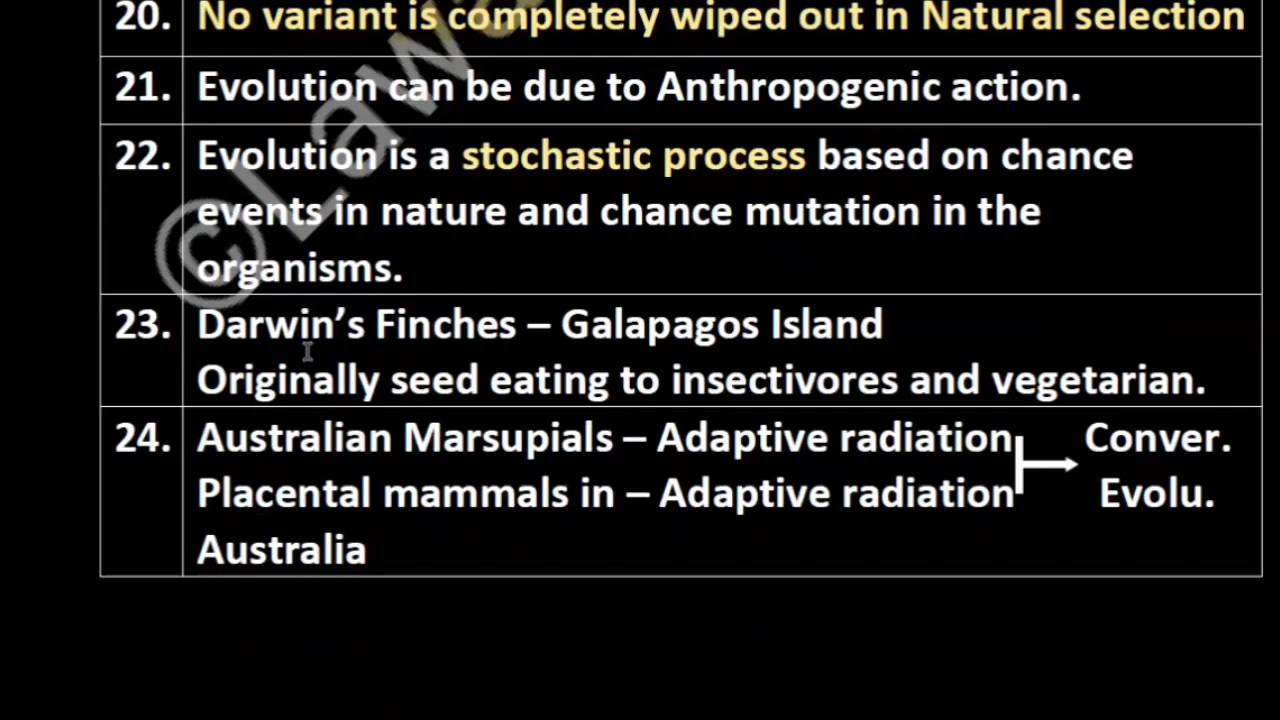 20. No variant is completely wiped out in Natural selection
21. Evolution can be due to Anthropogenic action.
22. Evolution is a stochastic process based on chance
events in nature and chance mutation in the
organisms.
23. Darwin's Finches – Galapagos Island
Originally seed eating to insectivores and vegetarian.
24. Australian Marsupials – Adaptive radiation Conver.
Placental mammals in – Adaptive radiation Evolu.
Australia